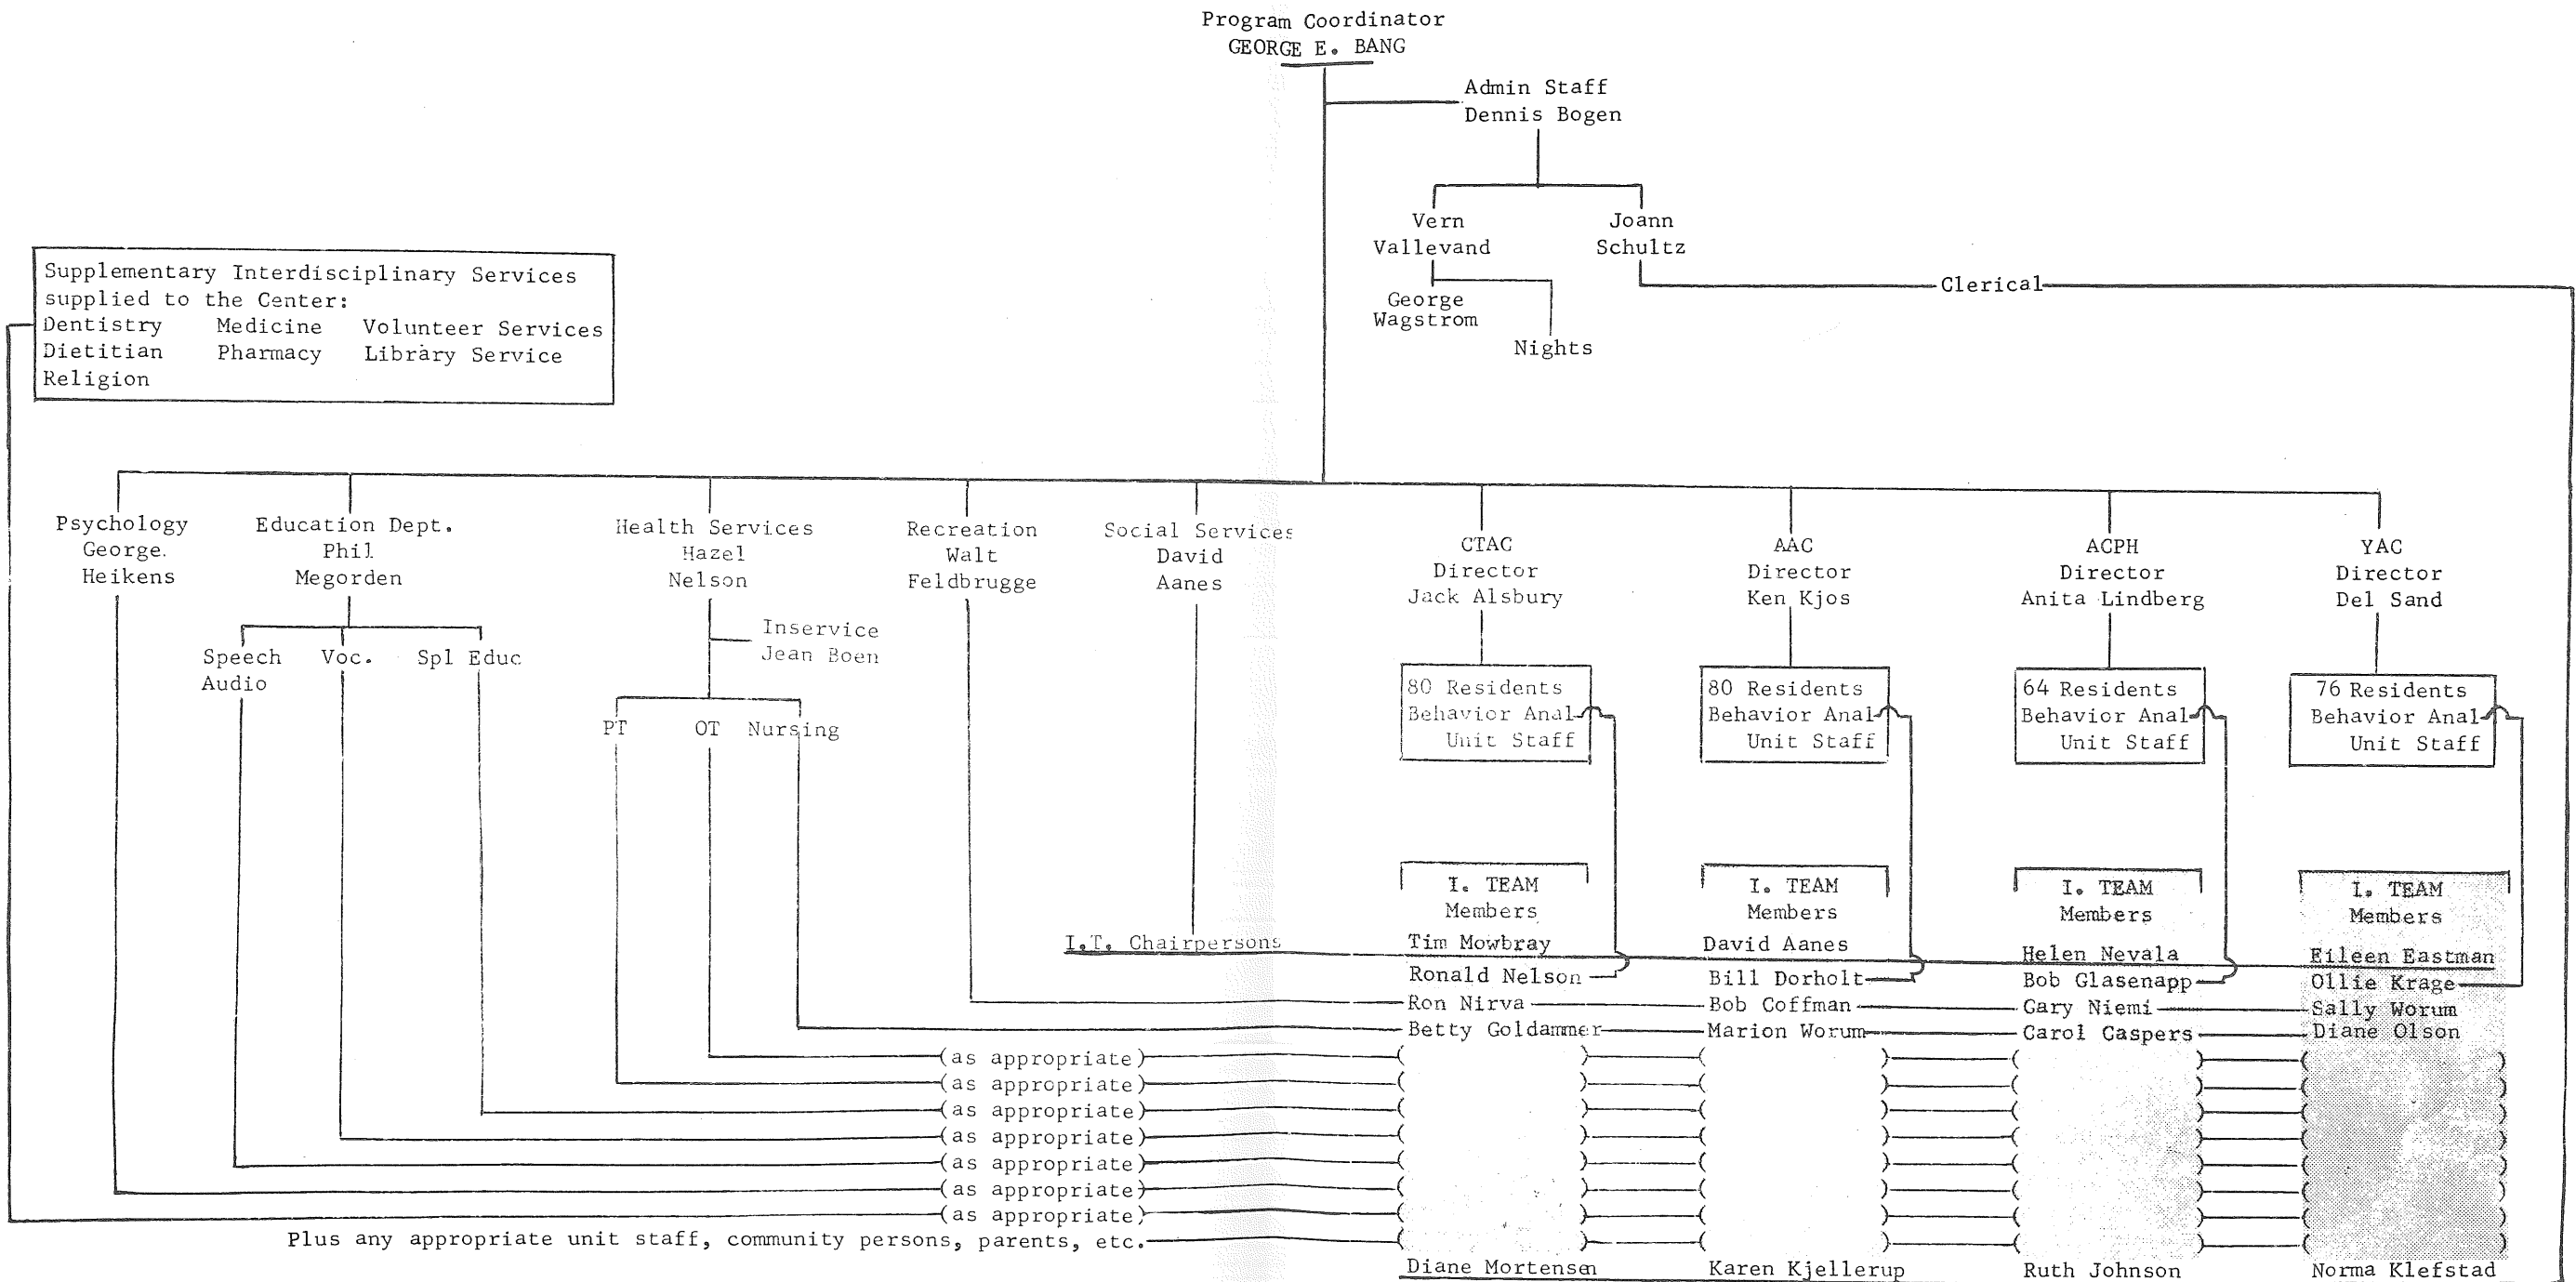 Program Coordinator
GEORGE E. BANG
Admin Staff
Dennis Bogen
Vern
Vallevand
Joann
Schultz
George
Wagstrom
Nights
Clerical
Supplementary Interdisciplinary Services
supplied to the Center:
Dentistry Medicine Volunteer Services
Dietitian Pharmacy Library Service
Religion
Psychology
George.
Heikens
Education Dept.
Phil
Megorden
Speech
Audio
Voc.
Spl Educ
Health Services
Hazel
Nelson
Inservice
Jean Boen
PT OT Nursing
Recreation
Walt
Feldbrugge
Social Services
David
Aanes
CTAC
Director
Jack Alsbury
80 Residents
Behavior Anal
Unit Staff
AAC
Director
Ken Kjos
80 Residents
Behavior Anal
Unit Staff
ACPH
Director
Anita Lindberg
64 Residents
Behavior Anal
Unit Staff
YAC
Director
Del Sand
76 Residents
Behavior Anal
Unit Staff
I. TEAM
Members
I. TEAM
Members
I. TEAM
Members
I. TEAM
Members
I.T. Chairpersons Tim Mowbray David Aanes Helen Nevala Eileen Eastman
Ronald Nelson Bill Dorholt Bob Glasenapp Ollie Krage
Ron Nirva Bob Coffman Gary Niemi Sally Worum
Betty Goldammer Marion Worum Carol Caspers Diane Olson
(as appropriate) ( ) ( ) ( ) ( )
(as appropriate) ( ) ( ) ( ) ( )
(as appropriate) ( ) ( ) ( ) ( )
(as appropriate) ( ) ( ) ( ) ( )
(as appropriate) ( ) ( ) ( ) ( )
(as appropriate) ( ) ( ) ( ) ( )
(as appropriate) ( ) ( ) ( ) ( )
Plus any appropriate unit staff, community persons, parents, etc. ( ) ( ) ( ) ( )
Diane Mortensen Karen Kjellerup Ruth Johnson Norma Klefstad